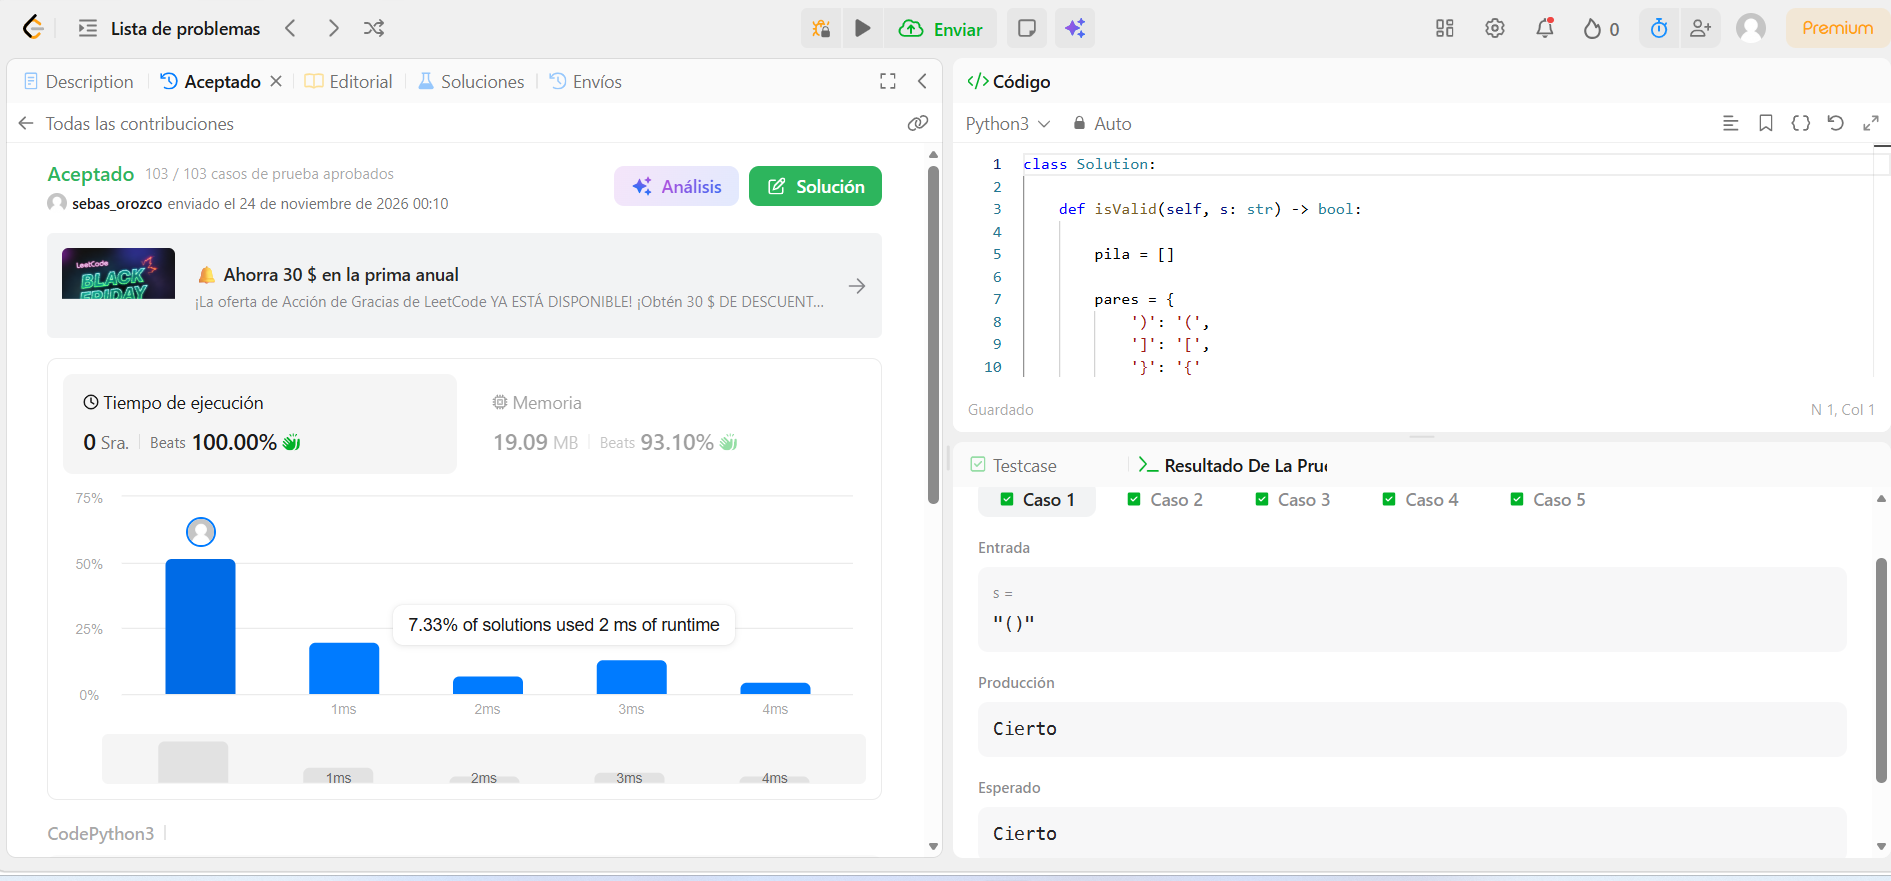 Lista de problemas
Enviar
0
Premium
Description
Aceptado
Editorial
Soluciones
Envíos
Todas las contribuciones
Aceptado 103 / 103 casos de prueba aprobados
sebas_orozco enviado el 24 de noviembre de 2026 00:10
Análisis
Solución
LeetCode
BLACK
FRIDAY
Ahorra 30 $ en la prima anual
¡La oferta de Acción de Gracias de LeetCode YA ESTÁ DISPONIBLE! ¡Obtén 30 $ DE DESCUENT...
Tiempo de ejecución
0 Sra. Beats 100.00%
Memoria
19.09 MB Beats 93.10%
75%
50%
25%
0%
7.33% of solutions used 2 ms of runtime
1ms 2ms 3ms 4ms
1ms 2ms 3ms 4ms
CodePython3
</> Código
Python3 Auto
1 class Solution:
2
3 def isValid(self, s: str) -> bool:
4
5 pila = []
6
7 pares = {
8 ')': '(',
9 ']': '[',
10 '}': '{'
Guardado
N 1, Col 1
Testcase
Resultado De La Pru
Caso 1 Caso 2 Caso 3 Caso 4 Caso 5
Entrada
s =
"()"
Producción
Cierto
Esperado
Cierto